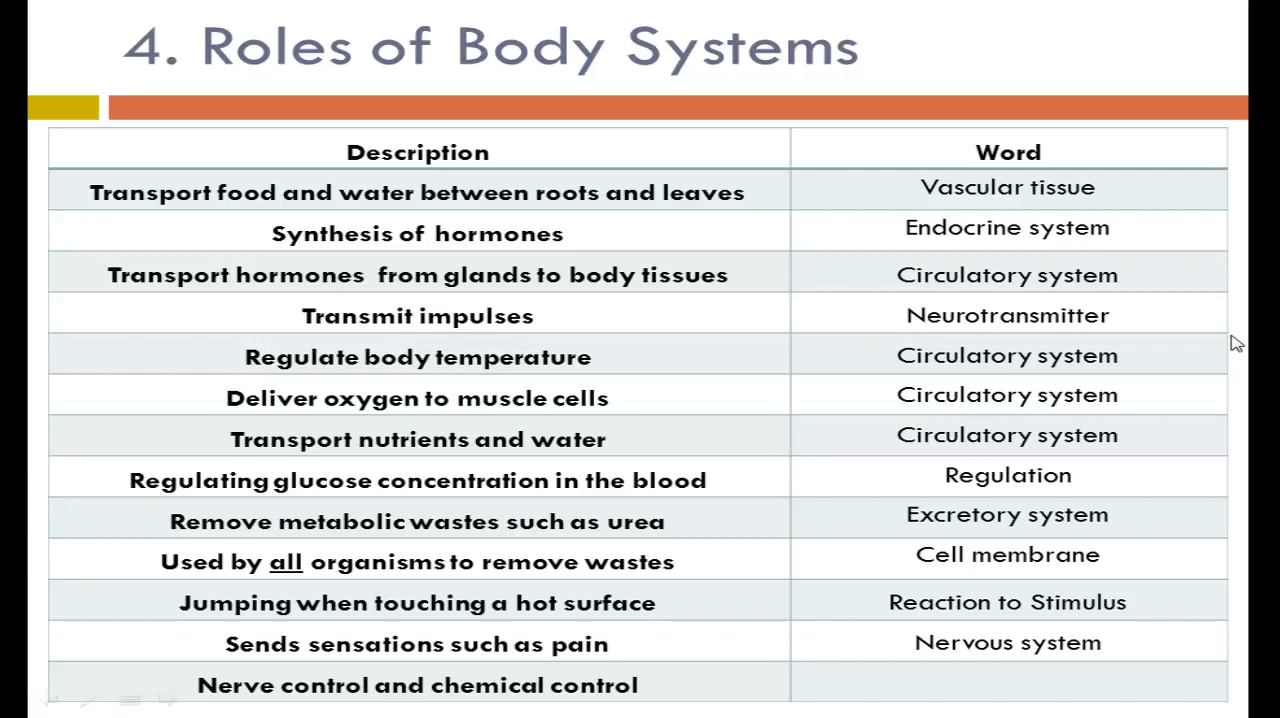 4. Roles of Body Systems
Description Word
Transport food and water between roots and leaves Vascular tissue
Synthesis of hormones Endocrine system
Transport hormones from glands to body tissues Circulatory system
Transmit impulses Neurotransmitter
Regulate body temperature Circulatory system
Deliver oxygen to muscle cells Circulatory system
Transport nutrients and water Circulatory system
Regulating glucose concentration in the blood Regulation
Remove metabolic wastes such as urea Excretory system
Used by all organisms to remove wastes Cell membrane
Jumping when touching a hot surface Reaction to Stimulus
Sends sensations such as pain Nervous system
Nerve control and chemical control